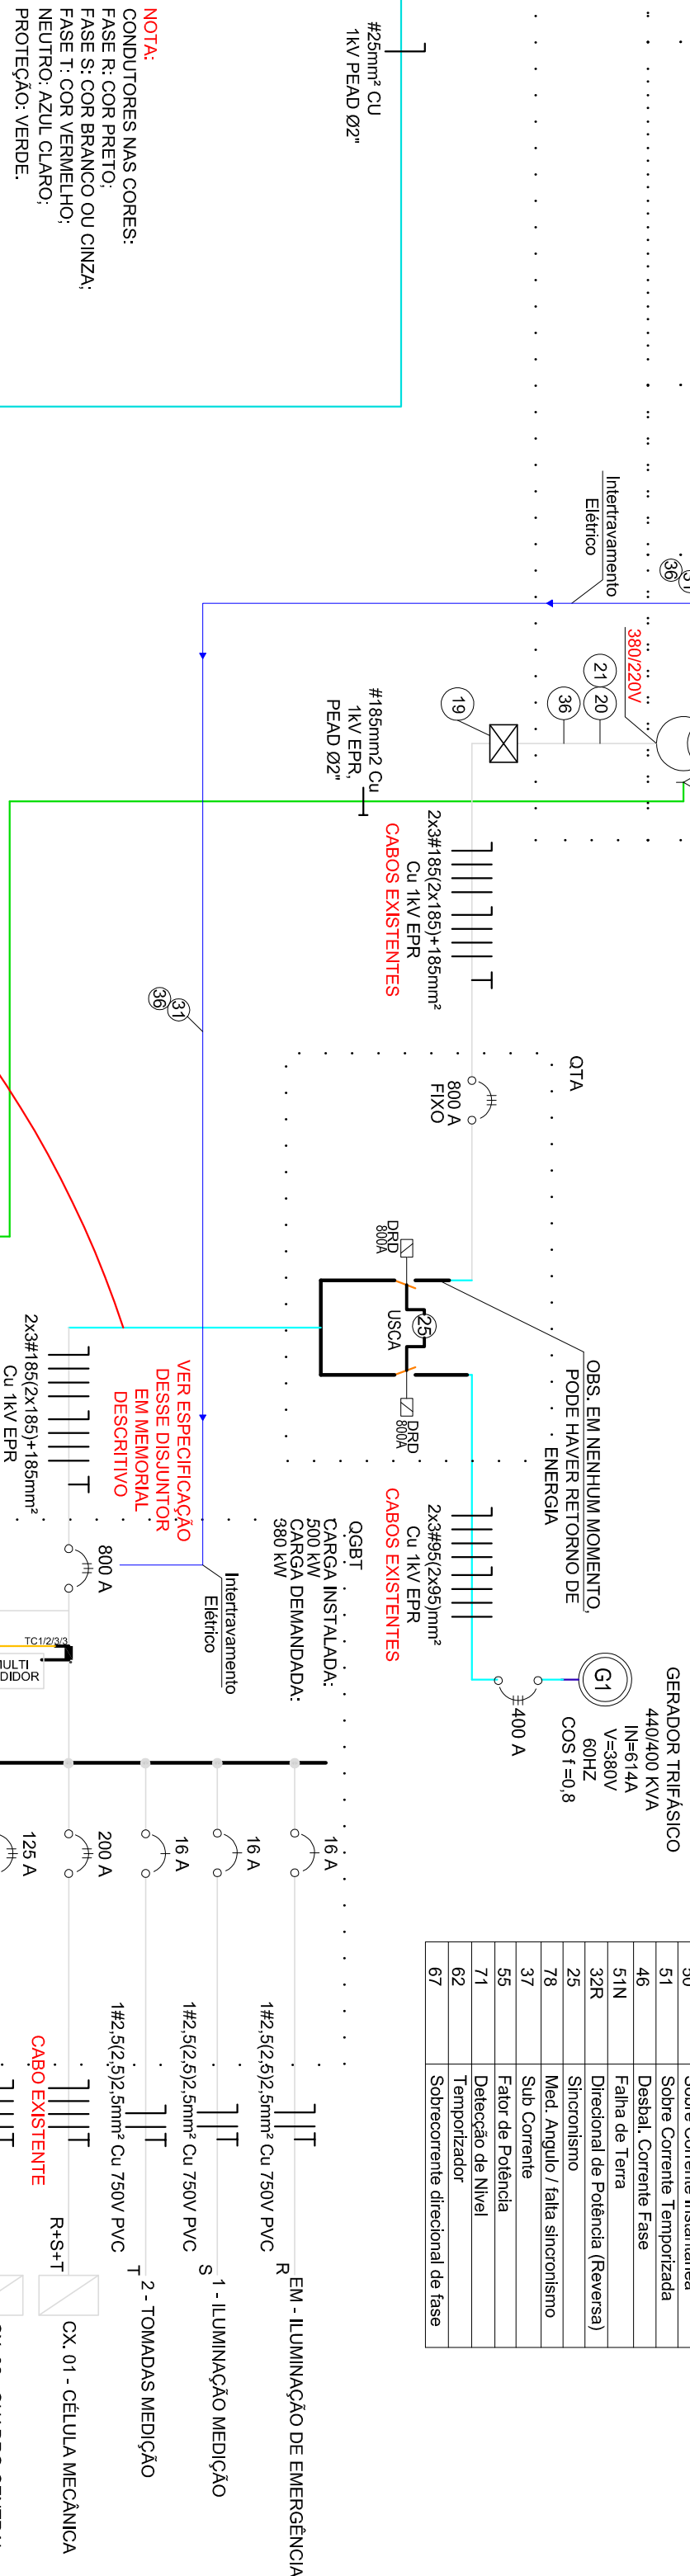 #25mm² CU
1kV PEAD Ø2"
NOTA:
CONDUTORES NAS CORES:
FASE R: COR PRETO;
FASE S: COR BRANCO OU CINZA;
FASE T: COR VERMELHO;
NEUTRO: AZUL CLARO;
PROTEÇÃO: VERDE.
36
Intertravamento
Elétrico
380/220V
21
20
36
19
#185mm2 Cu
1kV EPR,
PEAD Ø2"
2x3#185(2x185)+185mm²
Cu 1kV EPR
CABOS EXISTENTES
31
36
QTA
800 A
FIXO
DRD
800A
USCA
25
DRD
800A
OBS. EM NENHUM MOMENTO,
PODE HAVER RETORNO DE
ENERGIA
2x3#185(2x185)+185mm²
Cu 1kV EPR
VER ESPECIFICAÇÃO
DESSE DISJUNTOR
EM MEMORIAL
DESCRITIVO
2x3#95(2x95)mm²
Cu 1kV EPR
CABOS EXISTENTES
GERADOR TRIFÁSICO
440/400 KVA
IN=614A
V=380V
60HZ
COS f =0,8
G1
400 A
QGBT
CARGA INSTALADA:
500 kW
CARGA DEMANDADA:
380 kW
Intertravamento
Elétrico
800 A
TC1/2/3/3
16 A
16 A
16 A
200 A
125 A
51 Sobre Corrente Temporizada
46 Desbal. Corrente Fase
51N Falha de Terra
32R Direcional de Potência (Reversa)
25 Sincronismo
78 Med. Angulo / falta sincronismo
37 Sub Corrente
55 Fator de Potência
71 Detecção de Nivel
62 Temporizador
67 Sobrecorrente direcional de fase
1#2,5(2,5)2,5mm² Cu 750V PVC
R
EM - ILUMINAÇÃO DE EMERGÊNCIA
1#2,5(2,5)2,5mm² Cu 750V PVC
S
1 - ILUMINAÇÃO MEDIÇÃO
1#2,5(2,5)2,5mm² Cu 750V PVC
T
2 - TOMADAS MEDIÇÃO
CABO EXISTENTE
R+S+T
CX. 01 - CÉLULA MECÂNICA